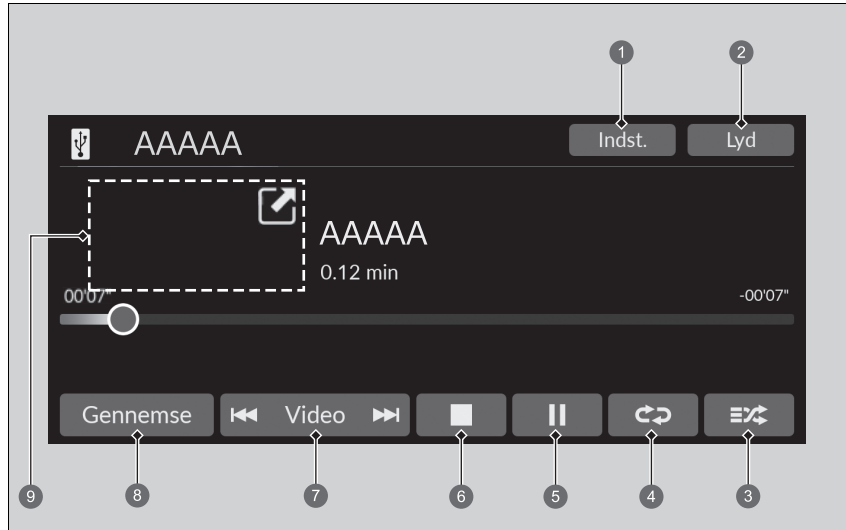 1 2
AAAAA Indst. Lyd
AAAAA
0.12 min
00'07" -00'07"
Gennemse Video
9 8 7 6 5 4 3